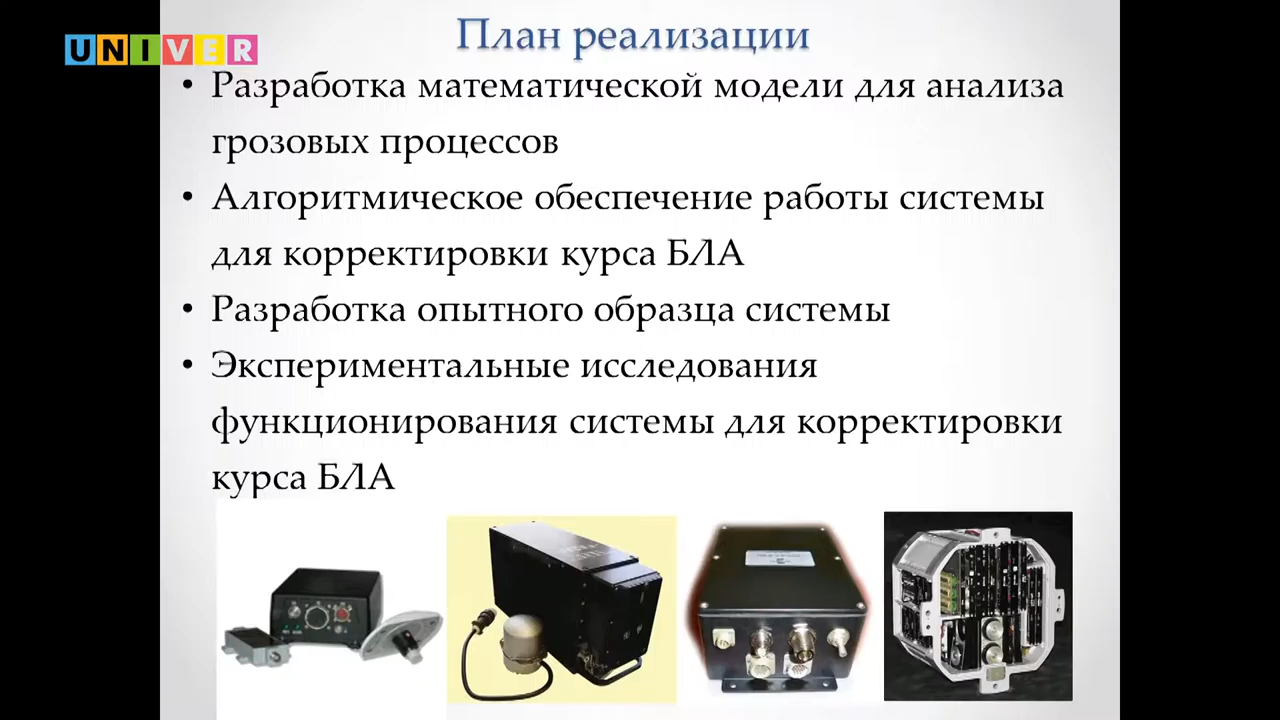 План реализации
UNIVER
• Разработка математической модели для анализа
грозовых процессов
• Алгоритмическое обеспечение работы системы
для корректировки курса БЛА
• Разработка опытного образца системы
• Экспериментальные исследования
функционирования системы для корректировки
курса БЛА